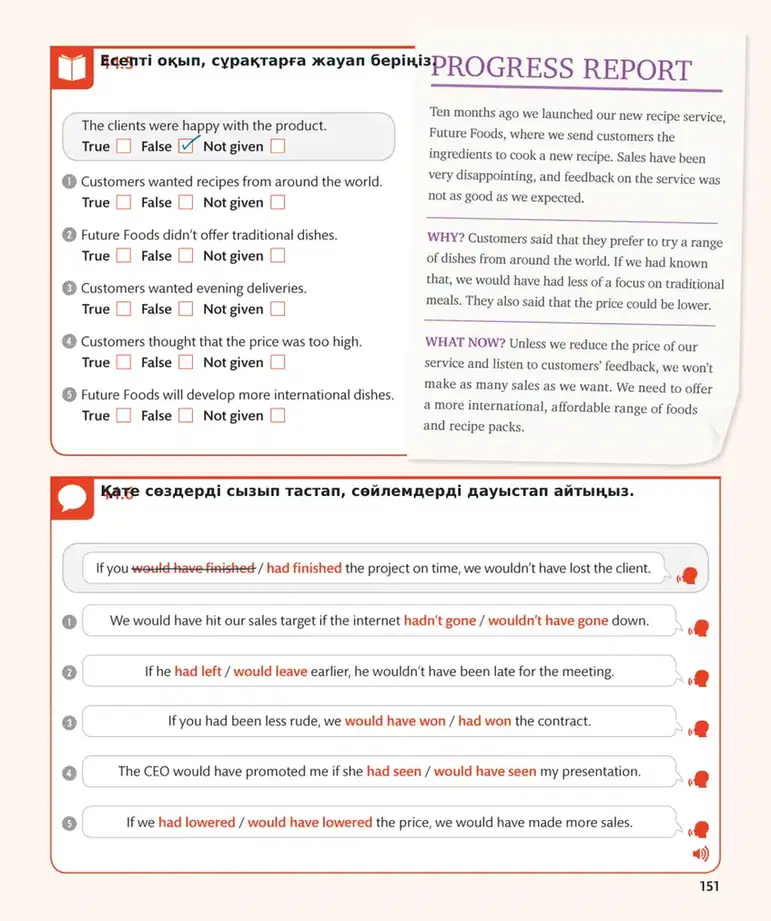 Есепті оқып, сұрақтарға жауап беріңіз.
The clients were happy with the product.
True False Not given
1 Customers wanted recipes from around the world.
True False Not given
2 Future Foods didn't offer traditional dishes.
True False Not given
3 Customers wanted evening deliveries.
True False Not given
4 Customers thought that the price was too high.
True False Not given
5 Future Foods will develop more international dishes.
True False Not given
PROGRESS REPORT
Ten months ago we launched our new recipe service,
Future Foods, where we send customers the
ingredients to cook a new recipe. Sales have been
very disappointing, and feedback on the service was
not as good as we expected.
WHY? Customers said that they prefer to try a range
of dishes from around the world. If we had known
that, we would have had less of a focus on traditional
meals. They also said that the price could be lower.
WHAT NOW? Unless we reduce the price of our
service and listen to customers' feedback, we won't
make as many sales as we want. We need to offer
a more international, affordable range of foods
and recipe packs.
Қате сөздерді сызып тастап, сөйлемдерді дауыстап айтыңыз.
If you would have finished / had finished the project on time, we wouldn't have lost the client.
1 We would have hit our sales target if the internet hadn't gone / wouldn't have gone down.
2 If he had left / would leave earlier, he wouldn't have been late for the meeting.
3 If you had been less rude, we would have won / had won the contract.
4 The CEO would have promoted me if she had seen / would have seen my presentation.
5 If we had lowered / would have lowered the price, we would have made more sales.
151